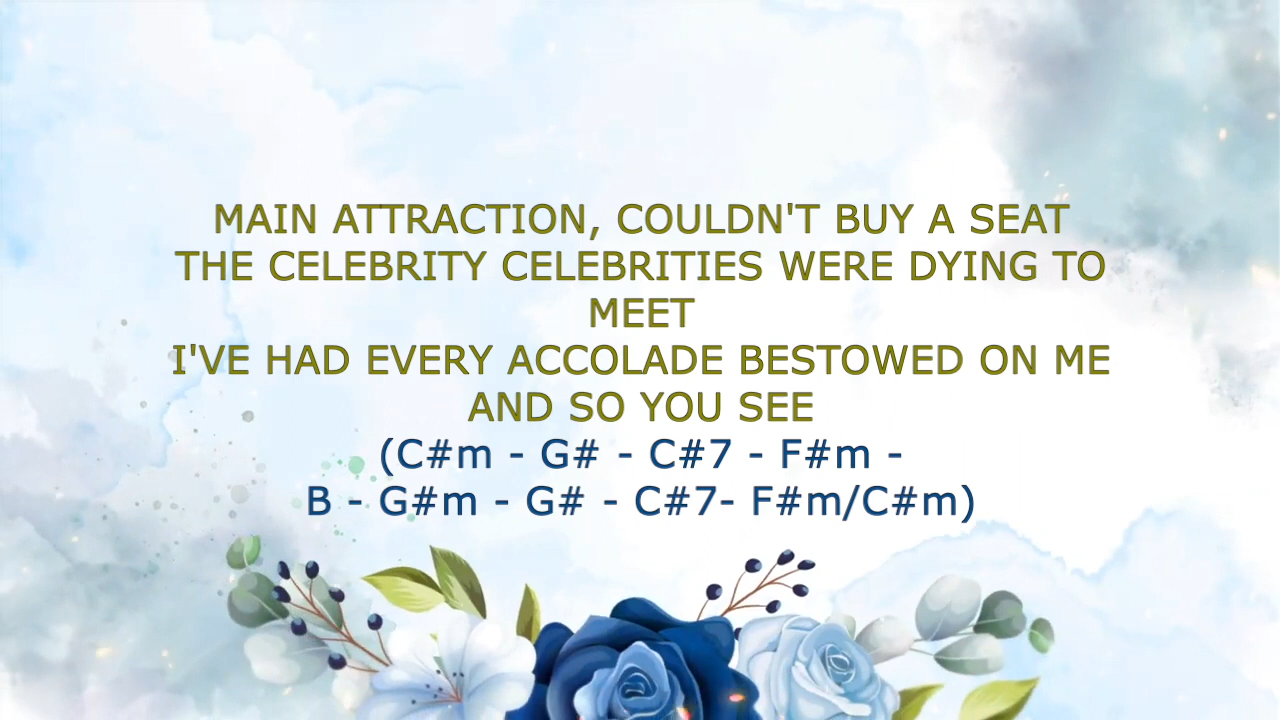 MAIN ATTRACTION, COULDN'T BUY A SEAT
THE CELEBRITY CELEBRITIES WERE DYING TO
MEET
I'VE HAD EVERY ACCOLADE BESTOWED ON ME
AND SO YOU SEE
(C#m - G# - C#7 - F#m -
B - G#m - G# - C#7- F#m/C#m)